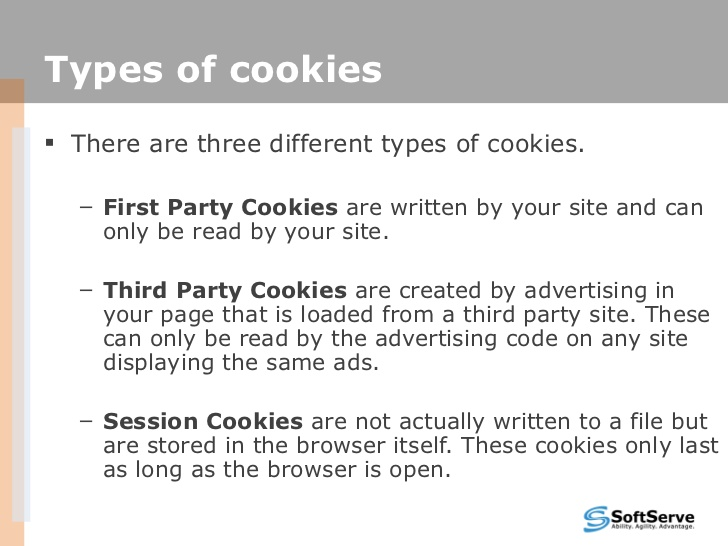 Types of cookies
▪ There are three different types of cookies.
– First Party Cookies are written by your site and can
only be read by your site.
– Third Party Cookies are created by advertising in
your page that is loaded from a third party site. These
can only be read by the advertising code on any site
displaying the same ads.
– Session Cookies are not actually written to a file but
are stored in the browser itself. These cookies only last
as long as the browser is open.
SoftServe
Ability. Agility. Advantage.